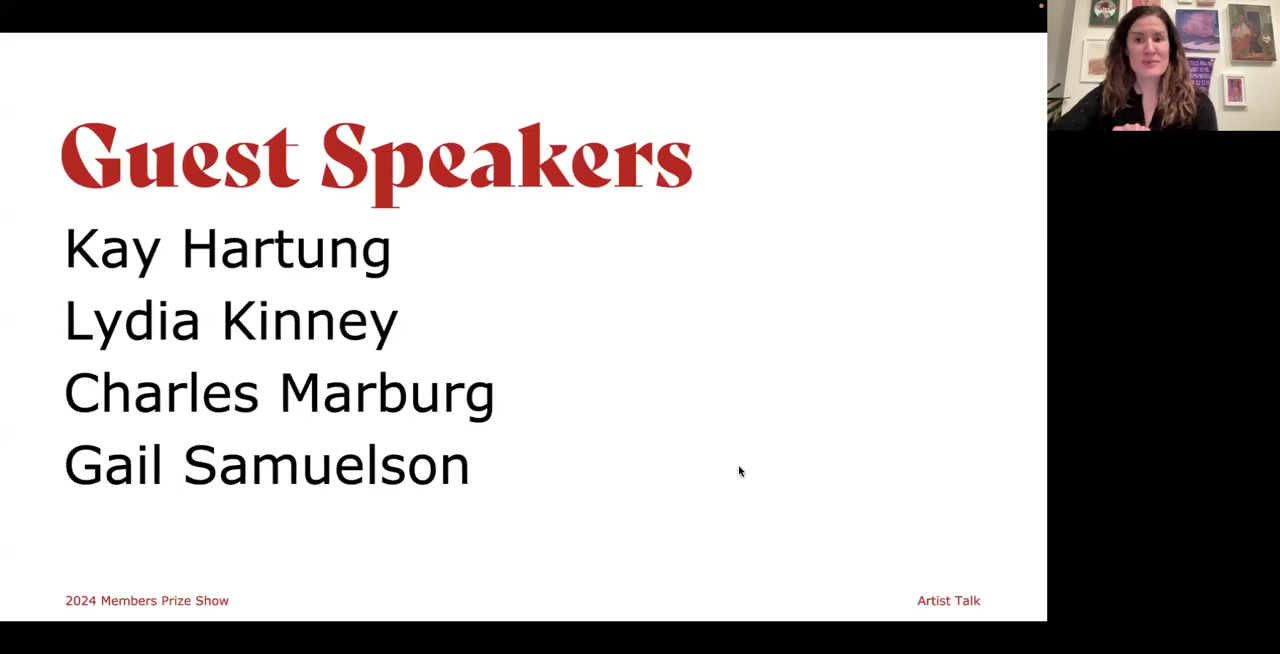 Guest Speakers
Kay Hartung
Lydia Kinney
Charles Marburg
Gail Samuelson
2024 Members Prize Show
Artist Talk